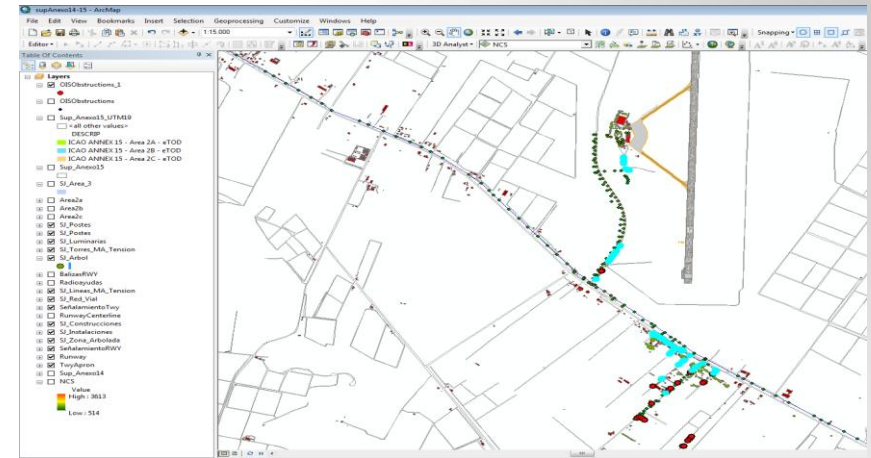 supAnexo14-15 - ArcMap
File Edit View Bookmarks Insert Selection Geoprocessing Customize Windows Help
1:15.000
Snapping
Editor
3D Analyst
NCS
Table Of Contents
Layers
OISObstructions_1
OISObstructions
Sup_Anexo15_UTM19
<all other values>
DESCRIP
ICAO ANNEX 15 - Area 2A - eTOD
ICAO ANNEX 15 - Area 2B - eTOD
ICAO ANNEX 15 - Area 2C - eTOD
Sup_Anexo15
SJ_Area_3
Area2a
Area2b
Area2c
SJ_Postes
SJ_Postas
SJ_Luminarias
SJ_Torres_MA_Tension
SJ_Arbol
BalizasRWY
Radioayudas
SJ_Lineas_MA_Tension
SJ_Red_Vial
SeñalamientoTwy
RunwayCenterline
SJ_Construcciones
SJ_Instalaciones
SJ_Zona_Arbolada
SeñalamientoRWY
Runway
TwyApron
Sup_Anexo14
NCS
Value
High : 3613
Low : 514